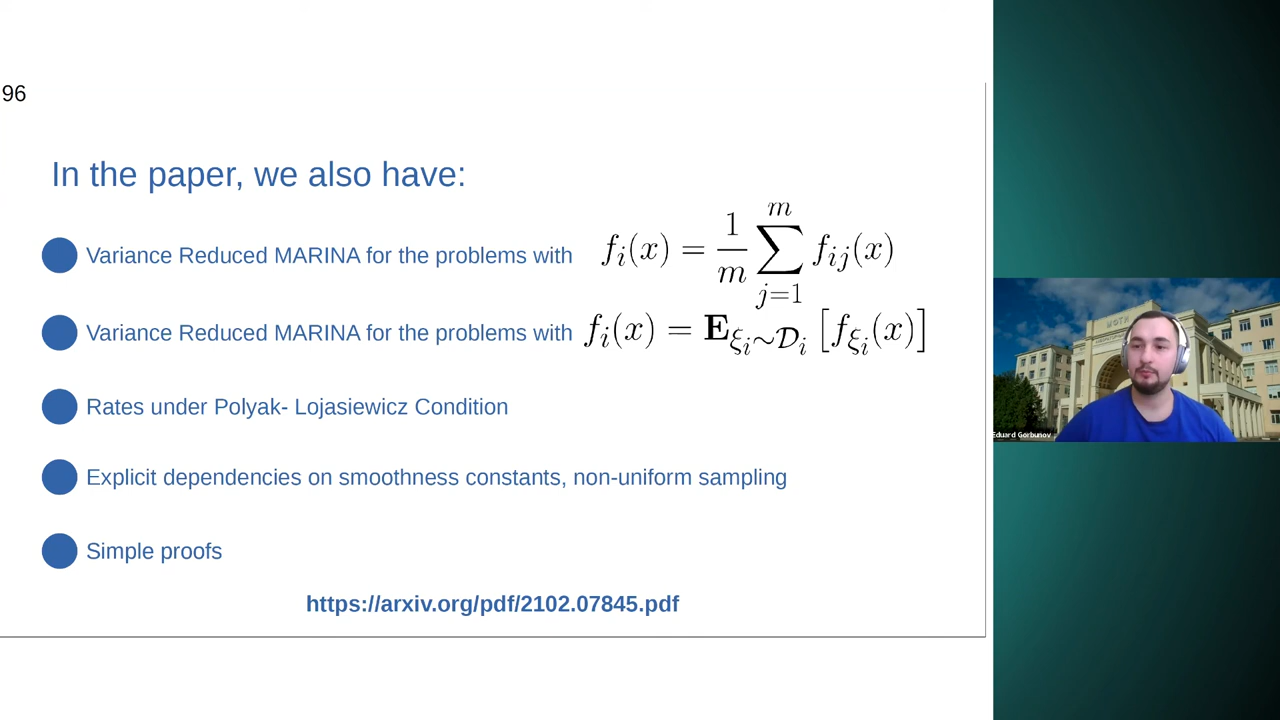 96
In the paper, we also have:
Variance Reduced MARINA for the problems with f_i(x) = \frac{1}{m} \sum_{j=1}^{m} f_{ij}(x)
Variance Reduced MARINA for the problems with f_i(x) = \mathbf{E}_{\xi_i \sim \mathcal{D}_i} [f_{\xi_i}(x)]
Rates under Polyak- Lojasiewicz Condition
Explicit dependencies on smoothness constants, non-uniform sampling
Simple proofs
https://arxiv.org/pdf/2102.07845.pdf
Eduard Gorbunov